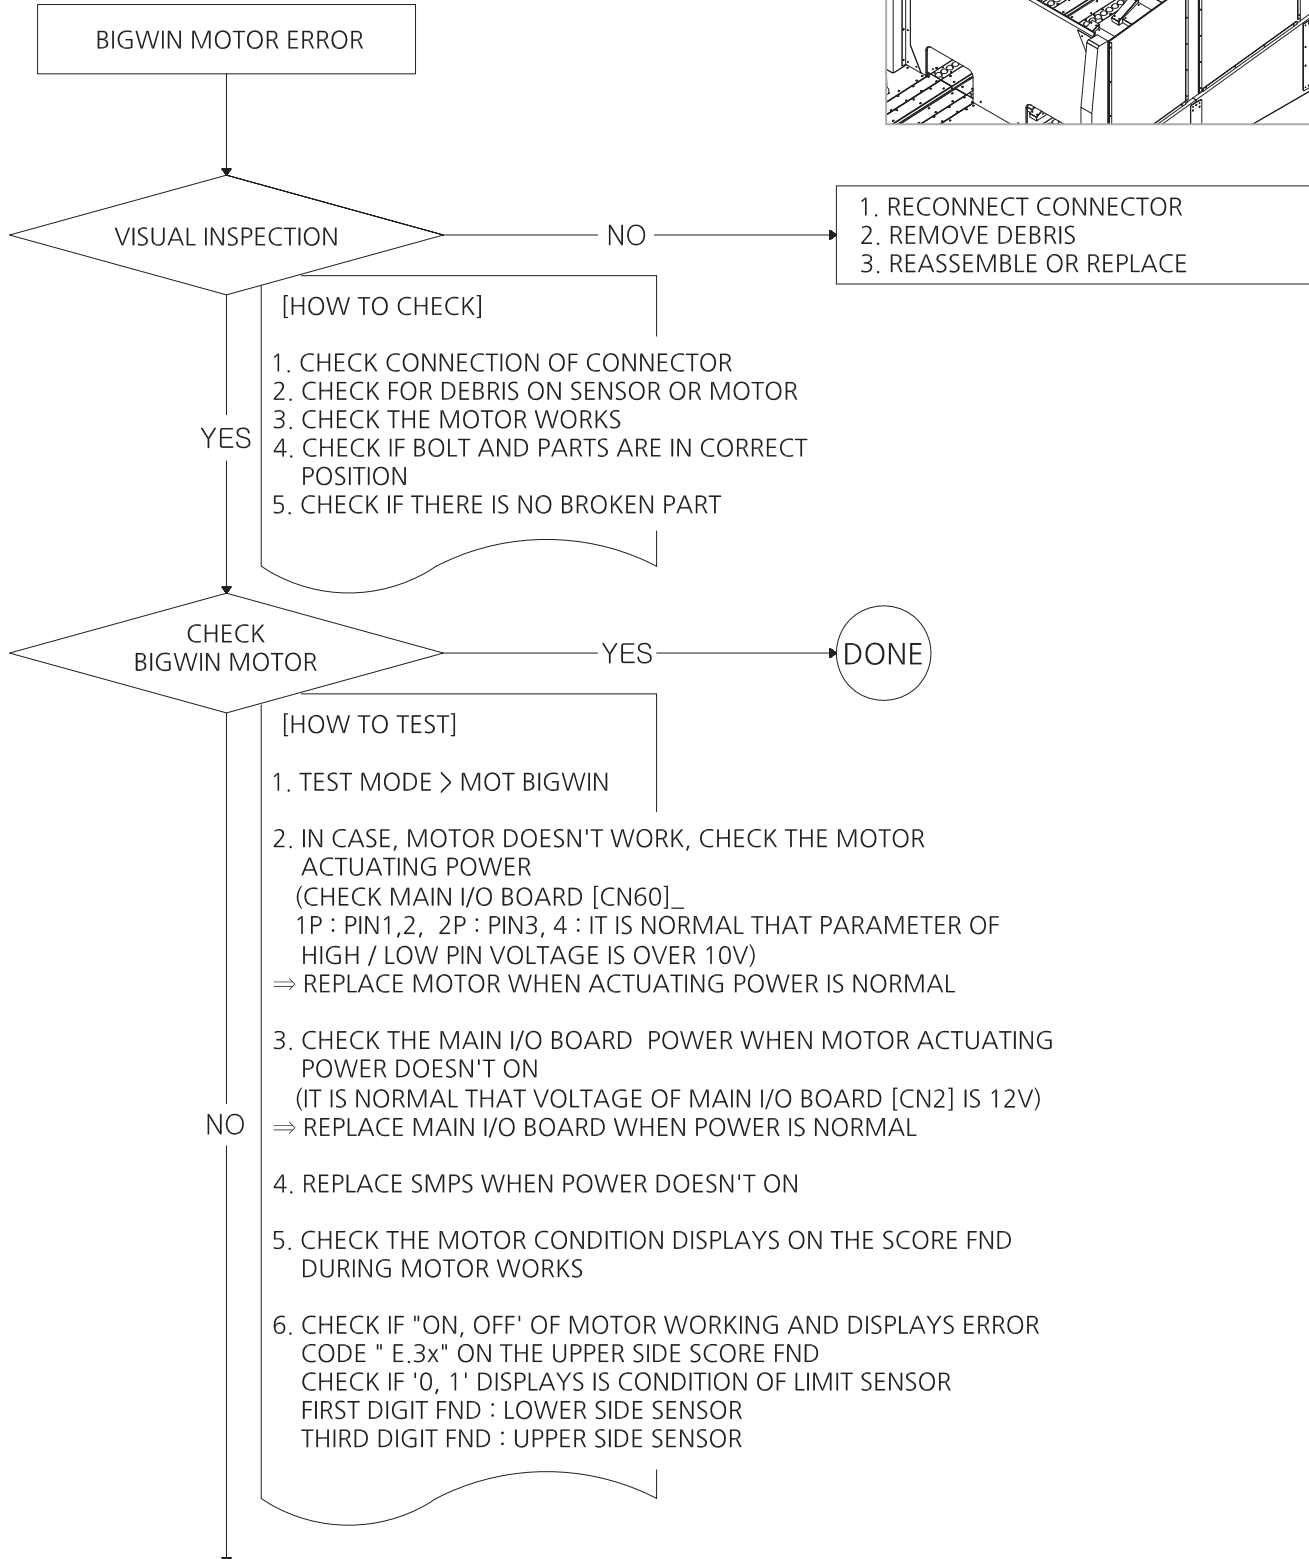 BIGWIN MOTOR ERROR
VISUAL INSPECTION
NO
1. RECONNECT CONNECTOR
2. REMOVE DEBRIS
3. REASSEMBLE OR REPLACE
[HOW TO CHECK]
1. CHECK CONNECTION OF CONNECTOR
2. CHECK FOR DEBRIS ON SENSOR OR MOTOR
3. CHECK THE MOTOR WORKS
4. CHECK IF BOLT AND PARTS ARE IN CORRECT
POSITION
5. CHECK IF THERE IS NO BROKEN PART
YES
CHECK
BIGWIN MOTOR
YES
DONE
[HOW TO TEST]
1. TEST MODE > MOT BIGWIN
2. IN CASE, MOTOR DOESN'T WORK, CHECK THE MOTOR
ACTUATING POWER
(CHECK MAIN I/O BOARD [CN60]_
1P : PIN1,2, 2P : PIN3, 4 : IT IS NORMAL THAT PARAMETER OF
HIGH / LOW PIN VOLTAGE IS OVER 10V)
⇒ REPLACE MOTOR WHEN ACTUATING POWER IS NORMAL
3. CHECK THE MAIN I/O BOARD POWER WHEN MOTOR ACTUATING
POWER DOESN'T ON
(IT IS NORMAL THAT VOLTAGE OF MAIN I/O BOARD [CN2] IS 12V)
⇒ REPLACE MAIN I/O BOARD WHEN POWER IS NORMAL
4. REPLACE SMPS WHEN POWER DOESN'T ON
5. CHECK THE MOTOR CONDITION DISPLAYS ON THE SCORE FND
DURING MOTOR WORKS
6. CHECK IF "ON, OFF' OF MOTOR WORKING AND DISPLAYS ERROR
CODE " E.3x" ON THE UPPER SIDE SCORE FND
CHECK IF '0, 1' DISPLAYS IS CONDITION OF LIMIT SENSOR
FIRST DIGIT FND : LOWER SIDE SENSOR
THIRD DIGIT FND : UPPER SIDE SENSOR
NO